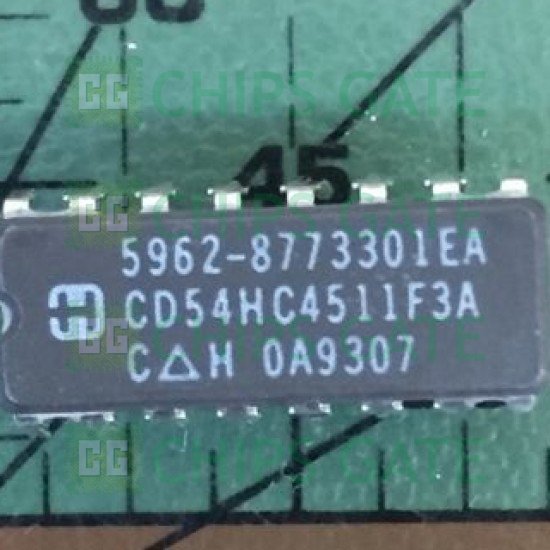 CHIPS GATE
45
5962-8773301EA
CD54HC4511F3A
C△H 0A9307
CHIPS GATE
CHIPS GATE